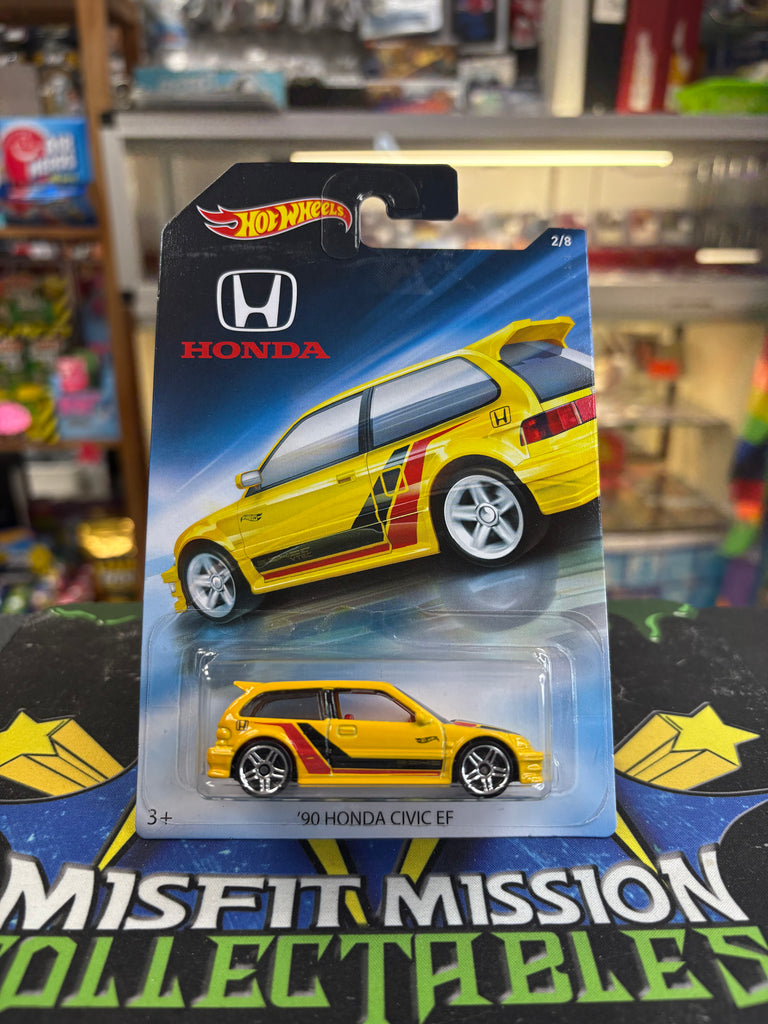 HOT WHEELS
2/8
HONDA
3+
'90 HONDA CIVIC EF
MISFIT MISSION
COLLECTABLES